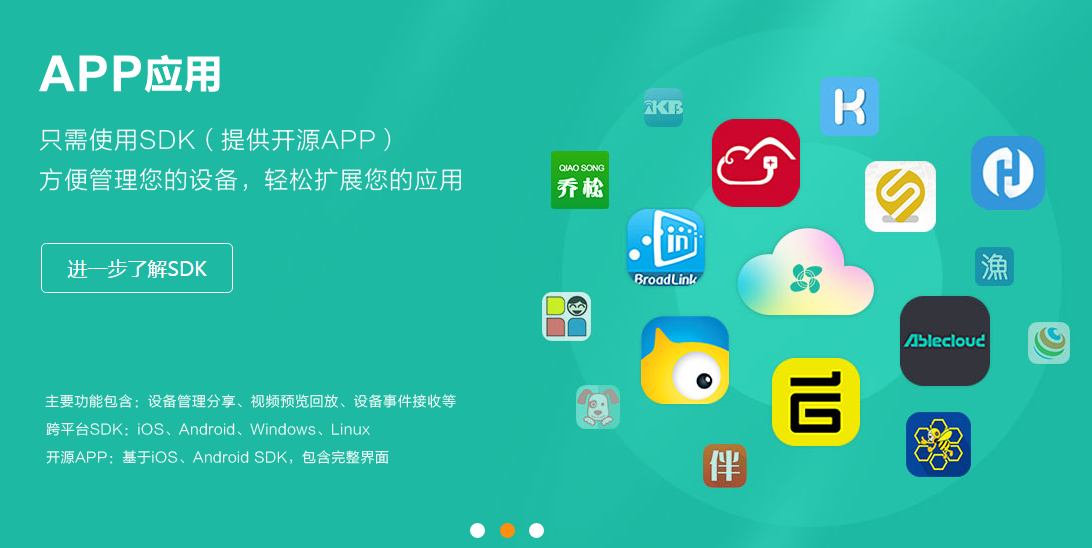 APP应用
只需使用SDK（提供开源APP）
方便管理您的设备，轻松扩展您的应用
进一步了解SDK
主要功能包含：设备管理分享、视频预览回放、设备事件接收等
跨平台SDK：iOS、Android、Windows、Linux
开源APP：基于iOS、Android SDK，包含完整界面
KB
QIAO SONG
乔松
in
BroadLink
漁
Ablecloud
伴